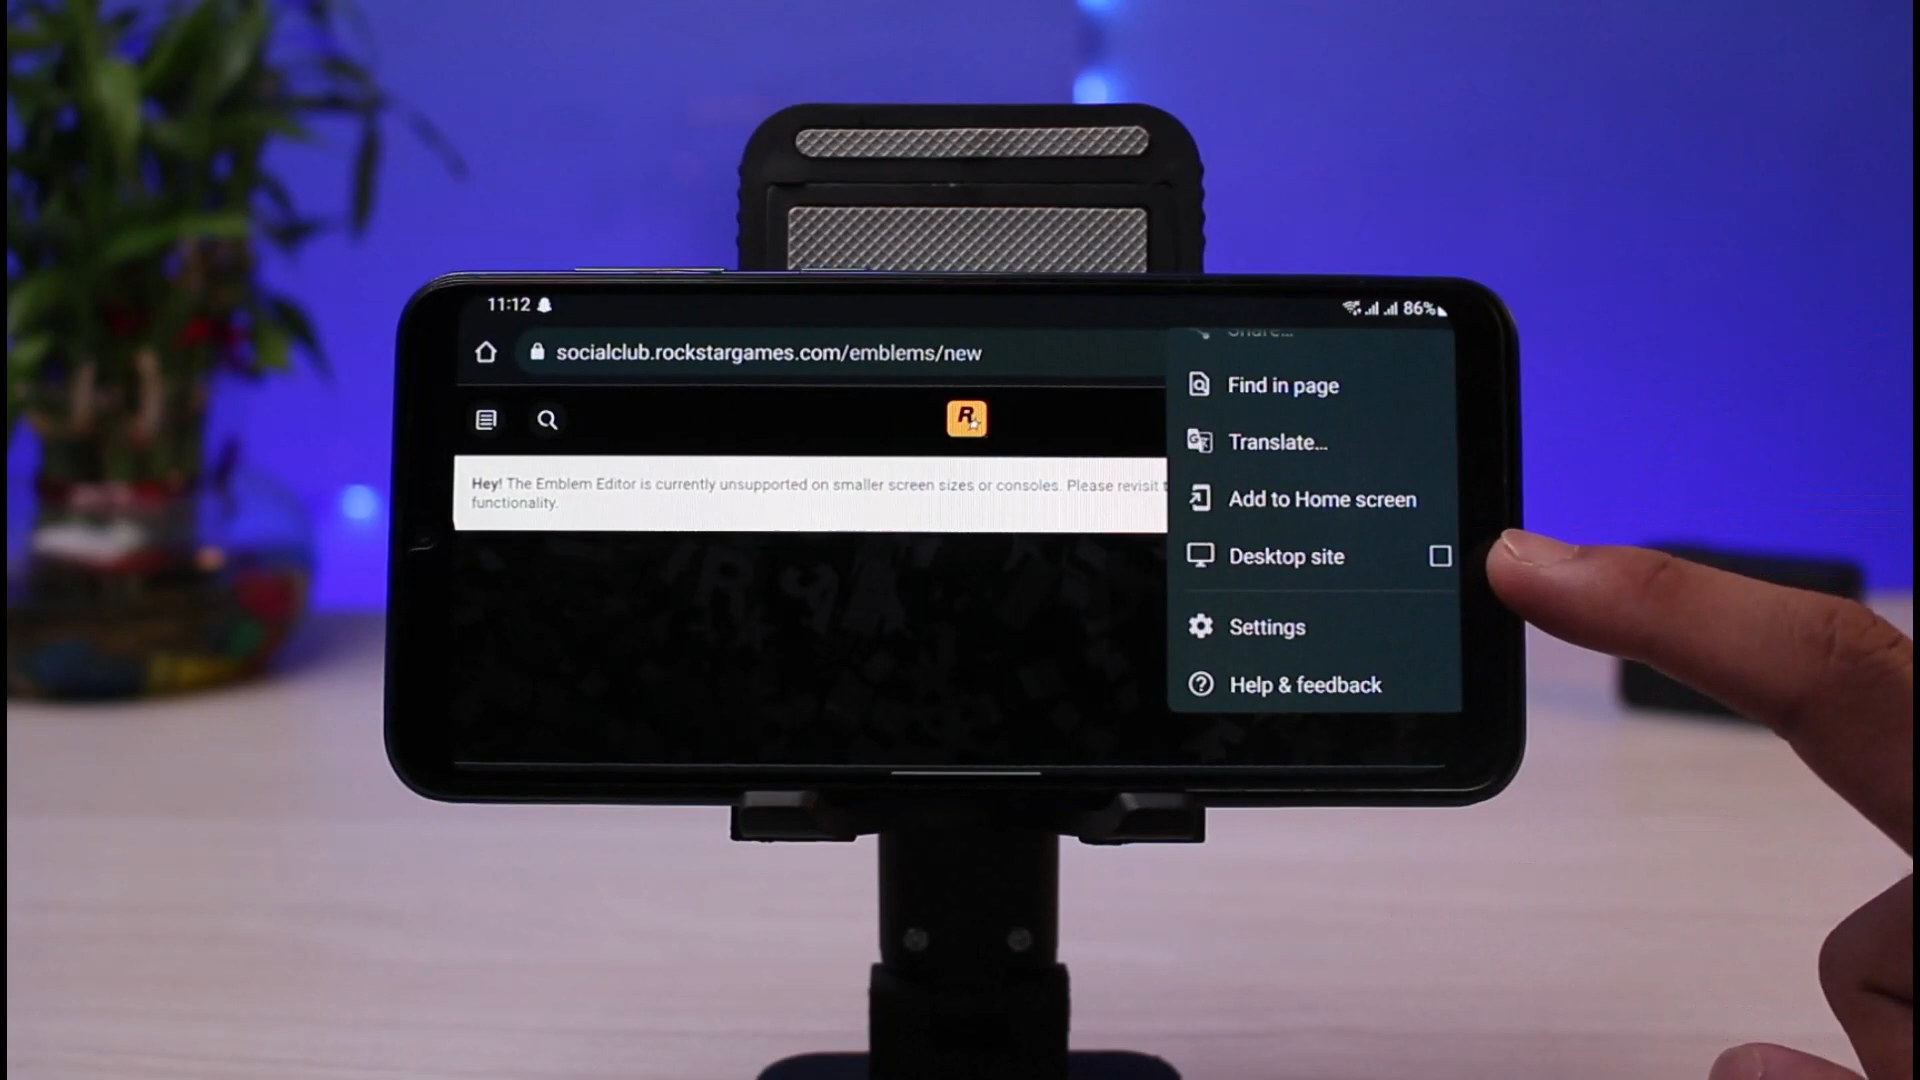 11:12
86%
socialclub.rockstargames.com/emblems/new
Share...
R
Find in page
Translate...
Hey! The Emblem Editor is currently unsupported on smaller screen sizes or consoles. Please revisit
functionality.
Add to Home screen
Desktop site
Settings
Help & feedback